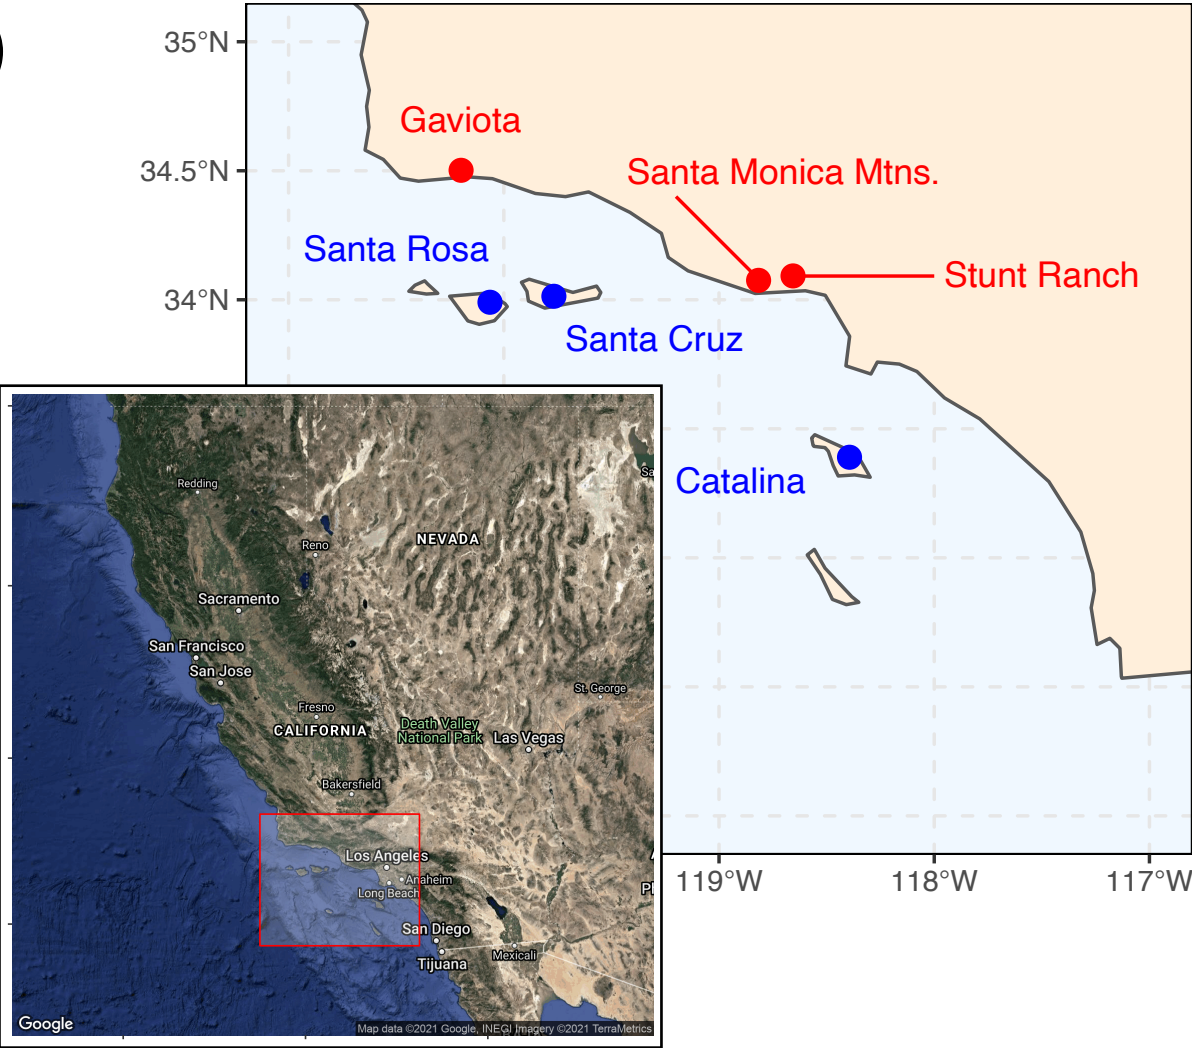 35°N
Gaviota
34.5°N
Santa Monica Mtns.
Santa Rosa
Stunt Ranch
34°N
Santa Cruz
Catalina
119°W
118°W
117°W
Redding
Sa
Reno
NEVADA
Sacramento
San Francisco
San Jose
St. George
Fresno
CALIFORNIA
Death Valley
National Park
Las Vegas
Bakersfield
Los Angeles
Anaheim
Long Beach
San Diego
Mexicali
Tijuana
Google
Map data ©2021 Google, INEGI Imagery ©2021 TerraMetrics